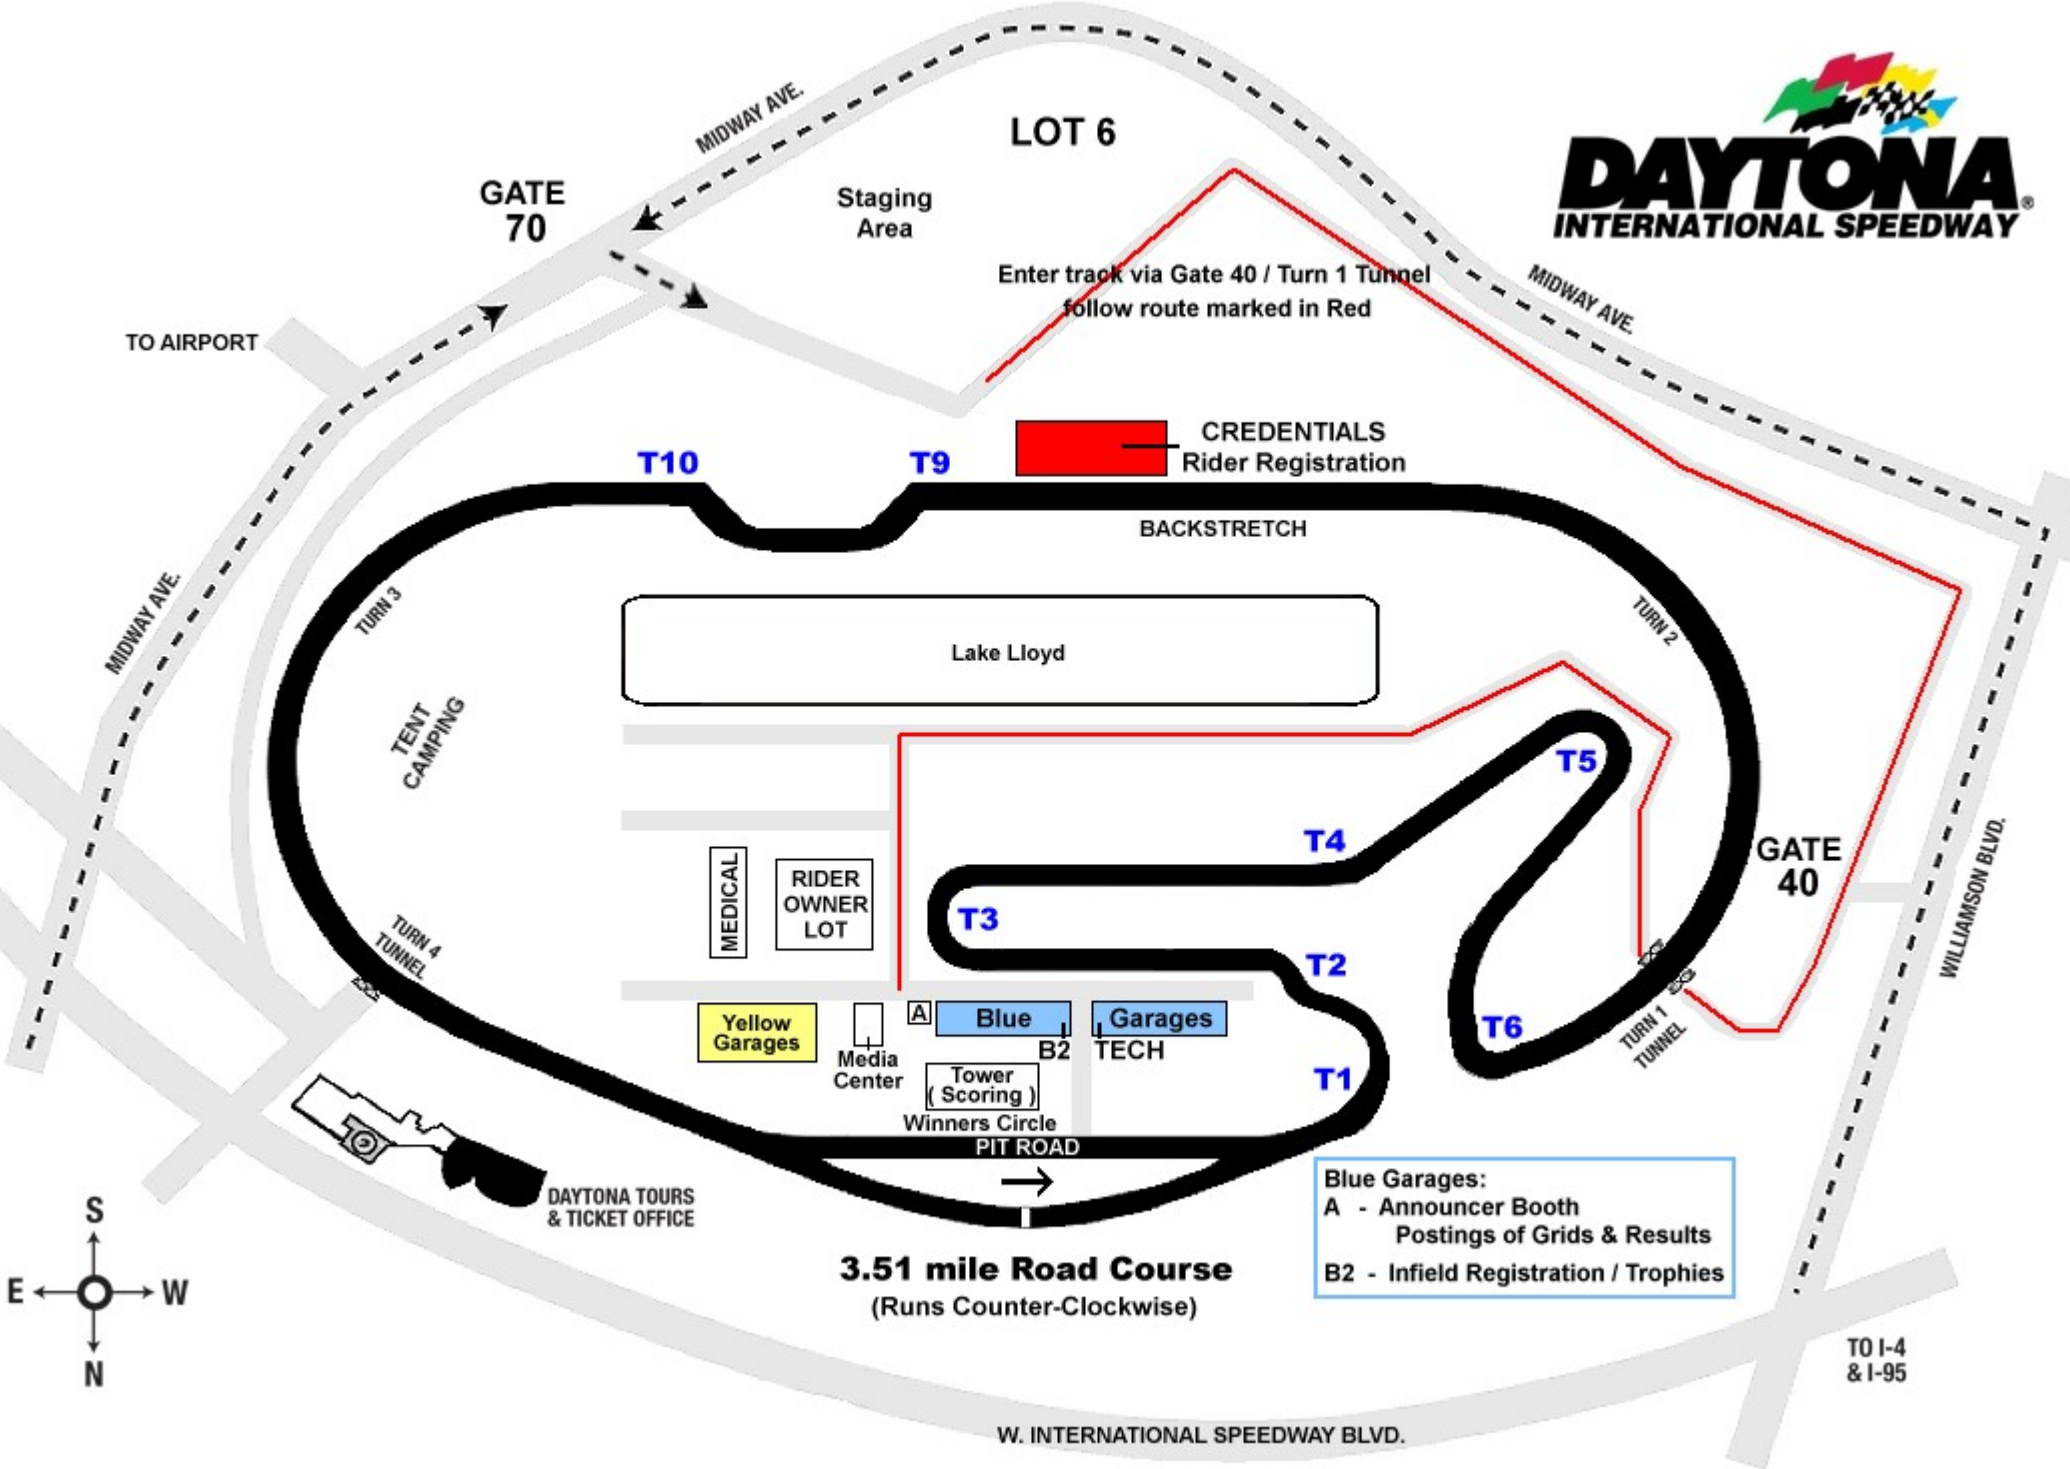 MIDWAY AVE.
LOT 6
GATE
70
Staging
Area
DAYTONA®
INTERNATIONAL SPEEDWAY
Enter track via Gate 40 / Turn 1 Tunnel
follow route marked in Red
MIDWAY AVE.
TO AIRPORT
CREDENTIALS
Rider Registration
T10
T9
BACKSTRETCH
MIDWAY AVE.
TURN 3
TURN 2
Lake Lloyd
TENT
CAMPING
T5
T4
GATE
40
WILLIAMSON BLVD.
MEDICAL
RIDER
OWNER
LOT
T3
TURN 4
TUNNEL
T2
Yellow
Garages
A
Blue
Garages
T6
TURN 1
TUNNEL
B2
TECH
Media
Center
Tower
( Scoring )
T1
Winners Circle
PIT ROAD
DAYTONA TOURS
& TICKET OFFICE
Blue Garages:
A - Announcer Booth
Postings of Grids & Results
B2 - Infield Registration / Trophies
S
E
W
N
3.51 mile Road Course
(Runs Counter-Clockwise)
TO I-4
& I-95
W. INTERNATIONAL SPEEDWAY BLVD.